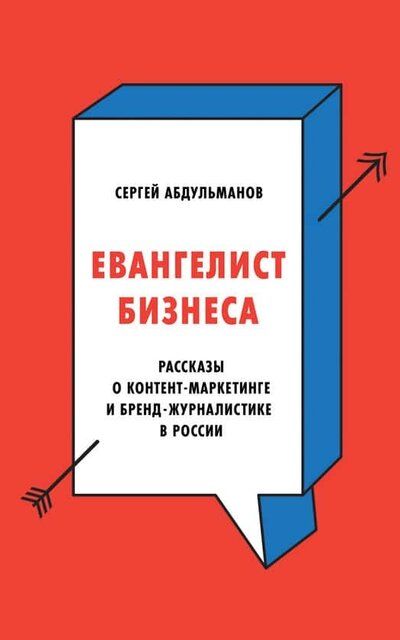 СЕРГЕЙ АБДУЛЬМАНОВ
ЕВАНГЕЛИСТ
БИЗНЕСА
РАССКАЗЫ
О КОНТЕНТ-МАРКЕТИНГЕ
И БРЕНД-ЖУРНАЛИСТИКЕ
В РОССИИ